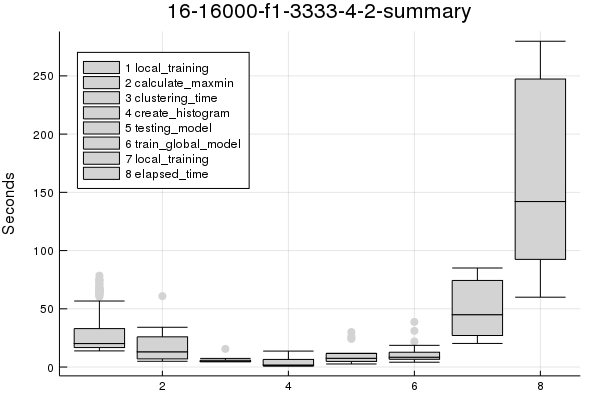 16-16000-f1-3333-4-2-summary
250
200
150
100
50
0
Seconds
1 local_training
2 calculate_maxmin
3 clustering_time
4 create_histogram
5 testing_model
6 train_global_model
7 local_training
8 elapsed_time
2 4 6 8